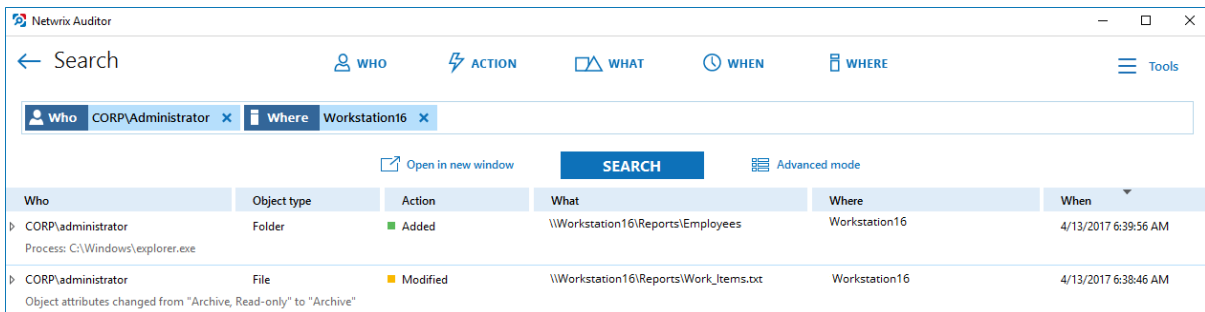 Netwrix Auditor
Search
WHO ACTION WHAT WHEN WHERE Tools
Who CORP\Administrator Where Workstation16
Open in new window SEARCH Advanced mode
Who Object type Action What Where When
CORP\administrator Folder Added \\Workstation16\Reports\Employees Workstation16 4/13/2017 6:39:56 AM
Process: C:\Windows\explorer.exe
CORP\administrator File Modified \\Workstation16\Reports\Work_Items.txt Workstation16 4/13/2017 6:38:46 AM
Object attributes changed from "Archive, Read-only" to "Archive"